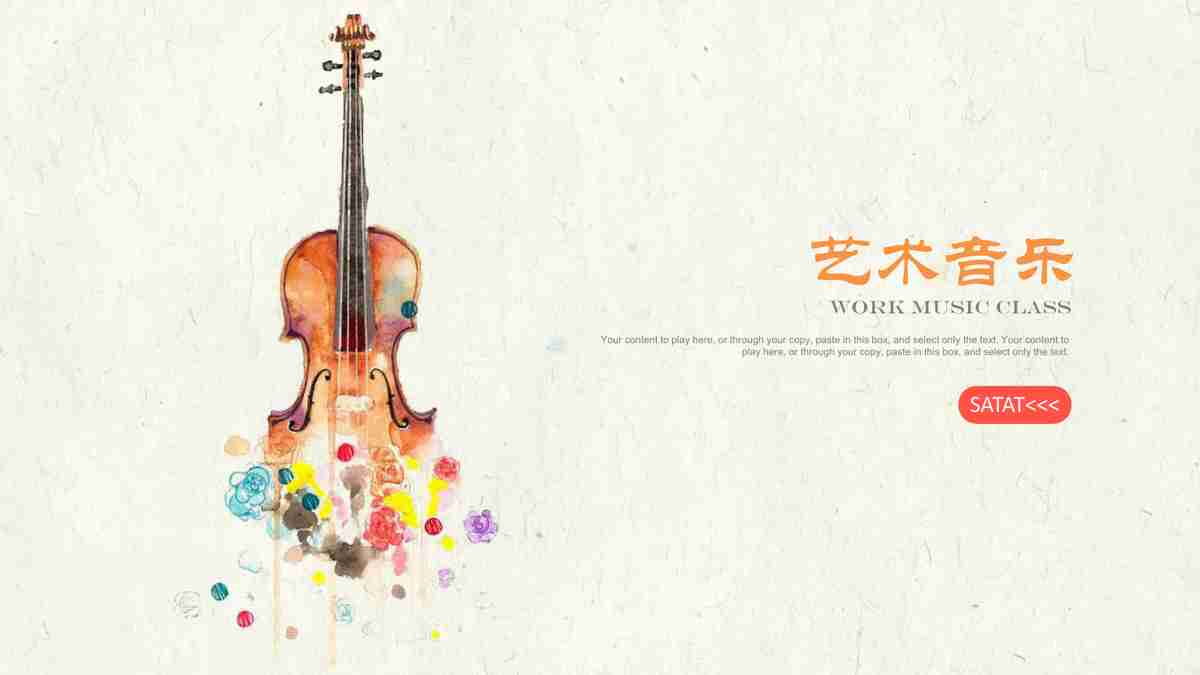 艺术音乐
WORK MUSIC CLASS
Your content to play here, or through your copy, paste in this box, and select only the text. Your content to
play here, or through your copy, paste in this box, and select only the text.
SATAT<<<